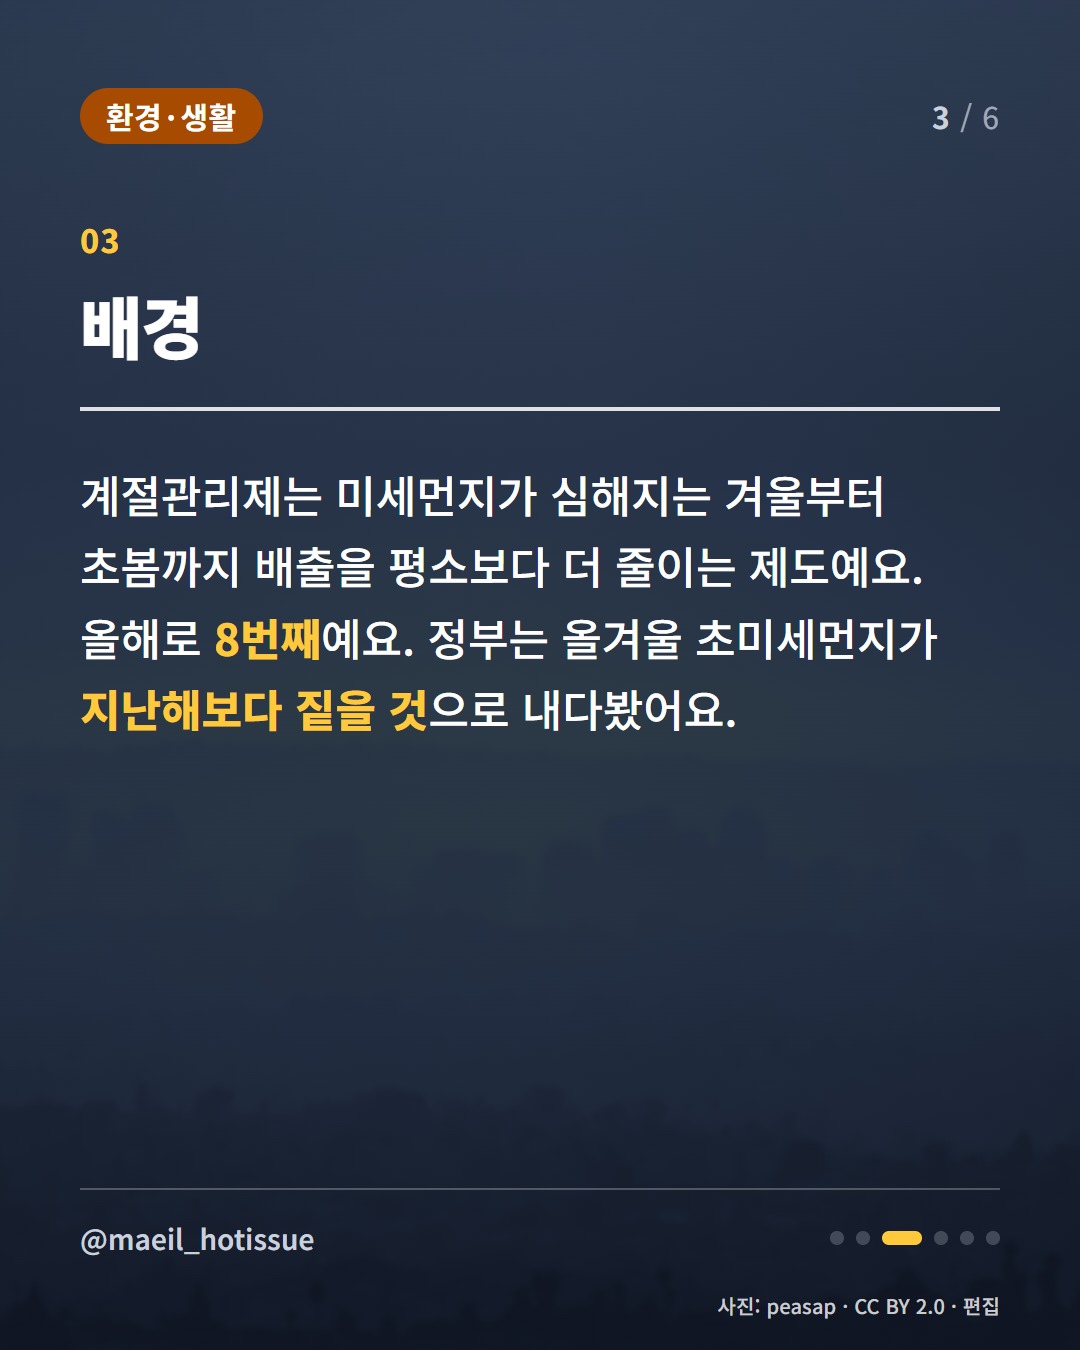 환경·생활
3 / 6
03
배경
계절관리제는 미세먼지가 심해지는 겨울부터
초봄까지 배출을 평소보다 더 줄이는 제도예요.
올해로 8번째예요. 정부는 올겨울 초미세먼지가
지난해보다 짙을 것으로 내다봤어요.
@maeil_hotissue
사진: peasap · CC BY 2.0 · 편집